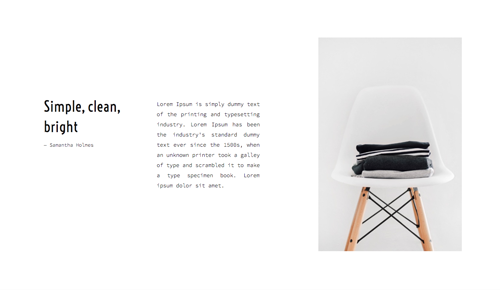 Simple, clean,
bright
— Samantha Holmes
Lorem Ipsum is simply dummy text
of the printing and typesetting
industry. Lorem Ipsum has been
the industry's standard dummy
text ever since the 1500s, when
an unknown printer took a galley
of type and scrambled it to make
a type specimen book. Lorem
ipsum dolor sit amet.